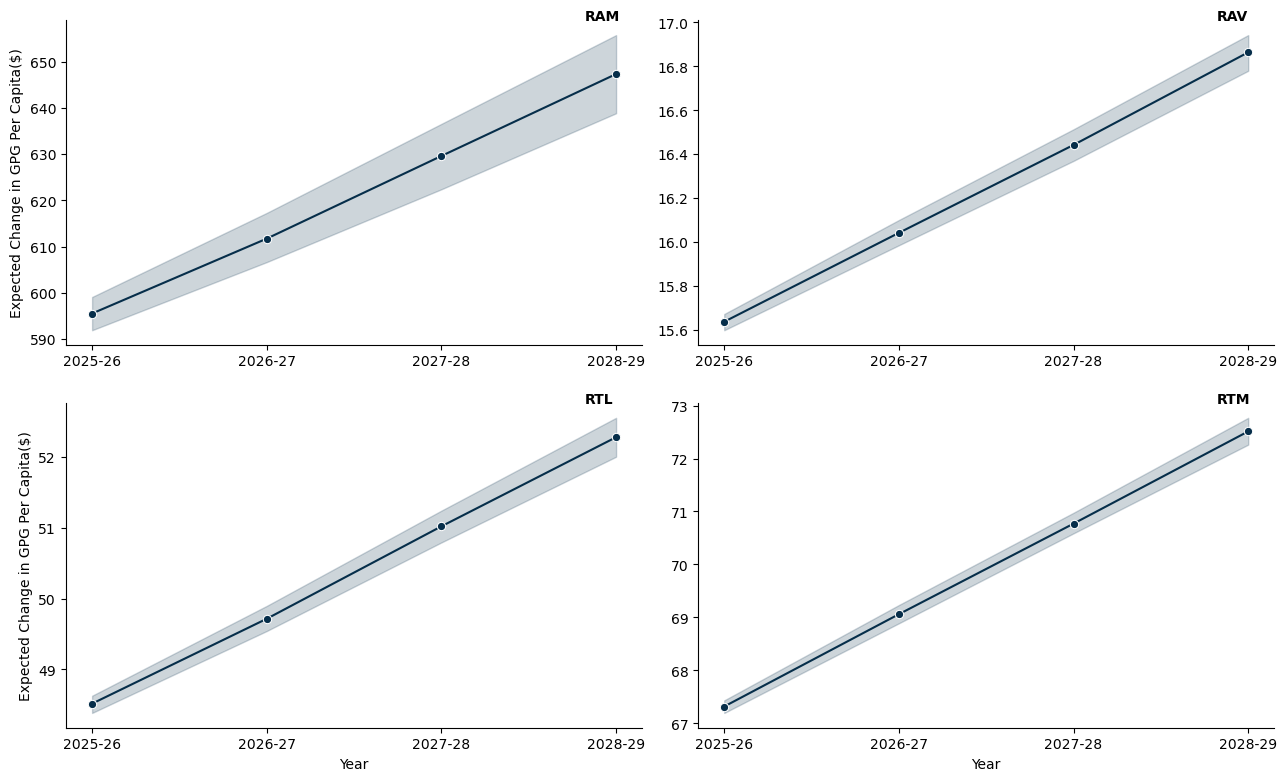 RAM
Expected Change in GPG Per Capita($)
650
640
630
620
610
600
590
2025-26 2026-27 2027-28 2028-29
RAV
17.0
16.8
16.6
16.4
16.2
16.0
15.8
15.6
2025-26 2026-27 2027-28 2028-29
RTL
Expected Change in GPG Per Capita($)
52
51
50
49
2025-26 2026-27 2027-28 2028-29
Year
RTM
73
72
71
70
69
68
67
2025-26 2026-27 2027-28 2028-29
Year